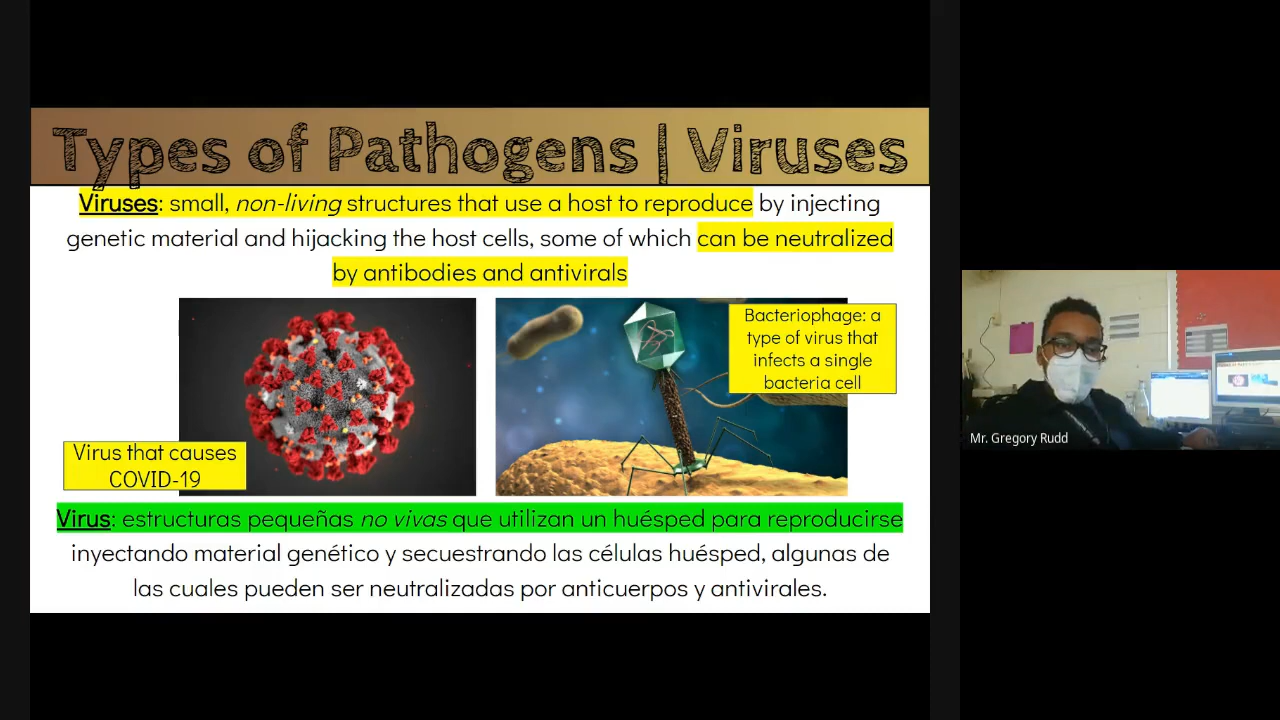 Types of Pathogens | Viruses
Viruses: small, non-living structures that use a host to reproduce by injecting
genetic material and hijacking the host cells, some of which can be neutralized
by antibodies and antivirals
Bacteriophage: a
type of virus that
infects a single
bacteria cell
Virus that causes
COVID-19
Mr. Gregory Rudd
Virus: estructuras pequeñas no vivas que utilizan un huésped para reproducirse
inyectando material genético y secuestrando las células huésped, algunas de
las cuales pueden ser neutralizadas por anticuerpos y antivirales.